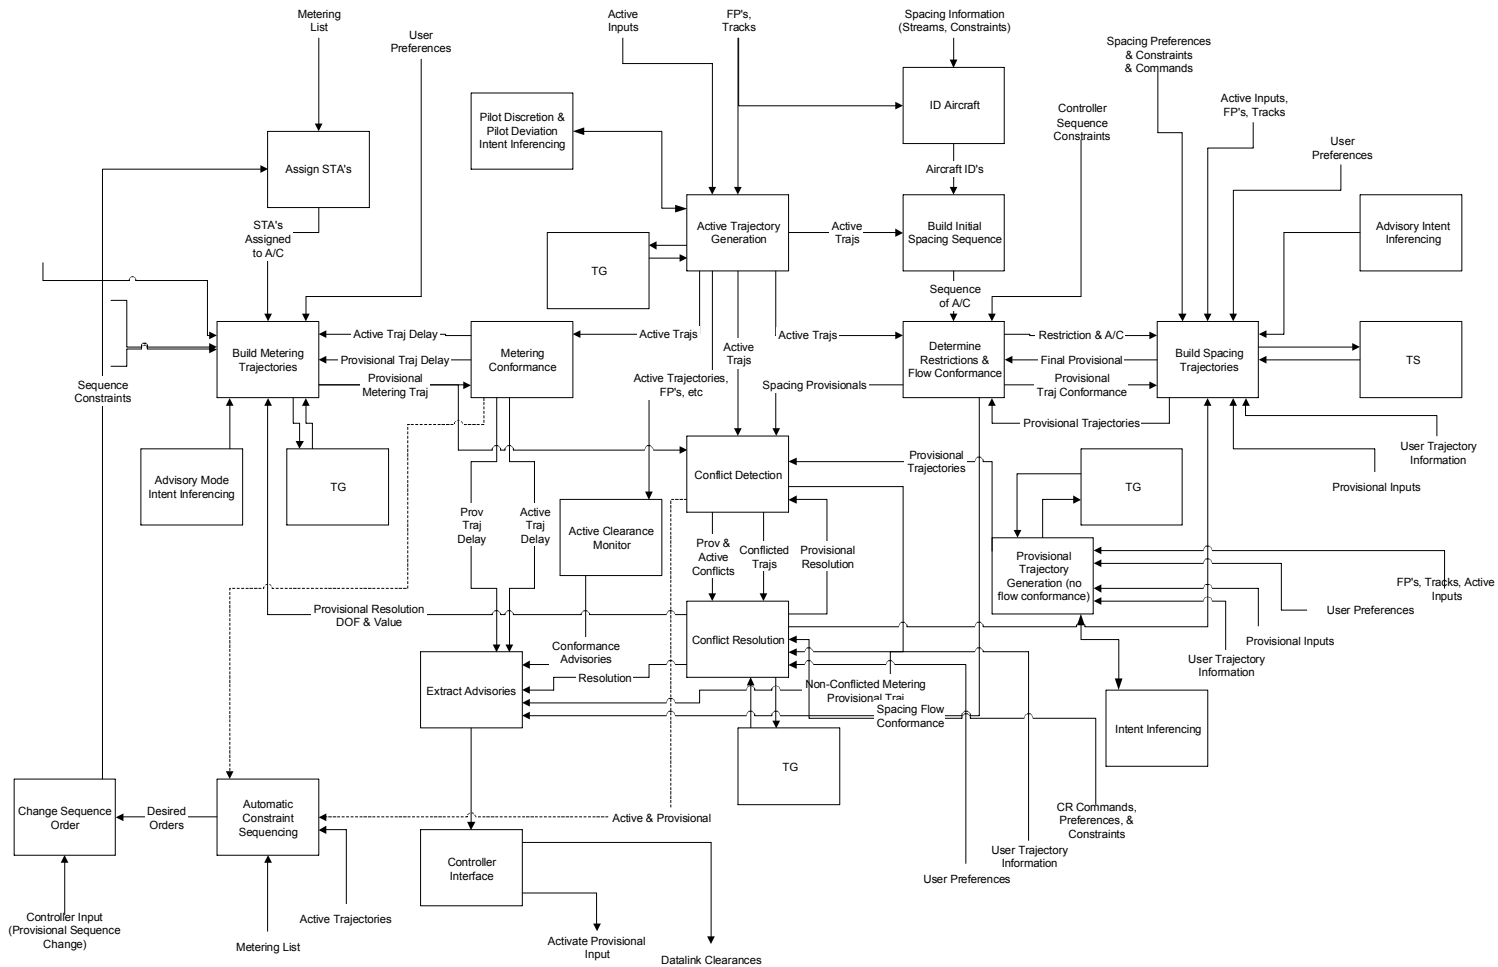 Metering
List
User
Preferences
Active
Inputs
FP's,
Tracks
Spacing Information
(Streams, Constraints)
Spacing Preferences
& Constraints
& Commands
Active Inputs,
FP's, Tracks
User
Preferences
Controller
Sequence
Constraints
ID Aircraft
Pilot Discretion &
Pilot Deviation
Intent Inferencing
Assign STA's
Aircraft ID's
STA's
Assigned
to A/C
Active Trajectory
Generation
Active
Trajs
Build Initial
Spacing Sequence
Advisory Intent
Inferencing
TG
Sequence
of A/C
Build Metering
Trajectories
Active Traj Delay
Provisional Traj Delay
Provisional
Metering Traj
Metering
Conformance
Active Trajs
Active
Trajs
Active Trajs
Determine
Restrictions &
Flow Conformance
Restriction & A/C
Final Provisional
Provisional
Traj Conformance
Provisional Trajectories
Build Spacing
Trajectories
TS
Sequence
Constraints
Active Trajectories,
FP's, etc
Spacing Provisionals
User Trajectory
Information
Provisional Inputs
Advisory Mode
Intent Inferencing
TG
Prov
Traj
Delay
Active
Traj
Delay
Active Clearance
Monitor
Conflict Detection
Provisional
Trajectories
TG
Prov &
Active
Conflicts
Conflicted
Trajs
Provisional
Resolution
Provisional
Trajectory
Generation (no
flow conformance)
FP's, Tracks, Active
Inputs
User Preferences
Provisional Inputs
User Trajectory
Information
Provisional Resolution
DOF & Value
Conflict Resolution
Conformance
Advisories
Resolution
Extract Advisories
Non-Conflicted Metering
Provisional Traj
Spacing Flow
Conformance
Intent Inferencing
TG
Change Sequence
Order
Desired
Orders
Automatic
Constraint
Sequencing
Active & Provisional
CR Commands,
Preferences, &
Constraints
User Trajectory
Information
User Preferences
Controller
Interface
Controller Input
(Provisional Sequence
Change)
Active Trajectories
Metering List
Activate Provisional
Input
Datalink Clearances